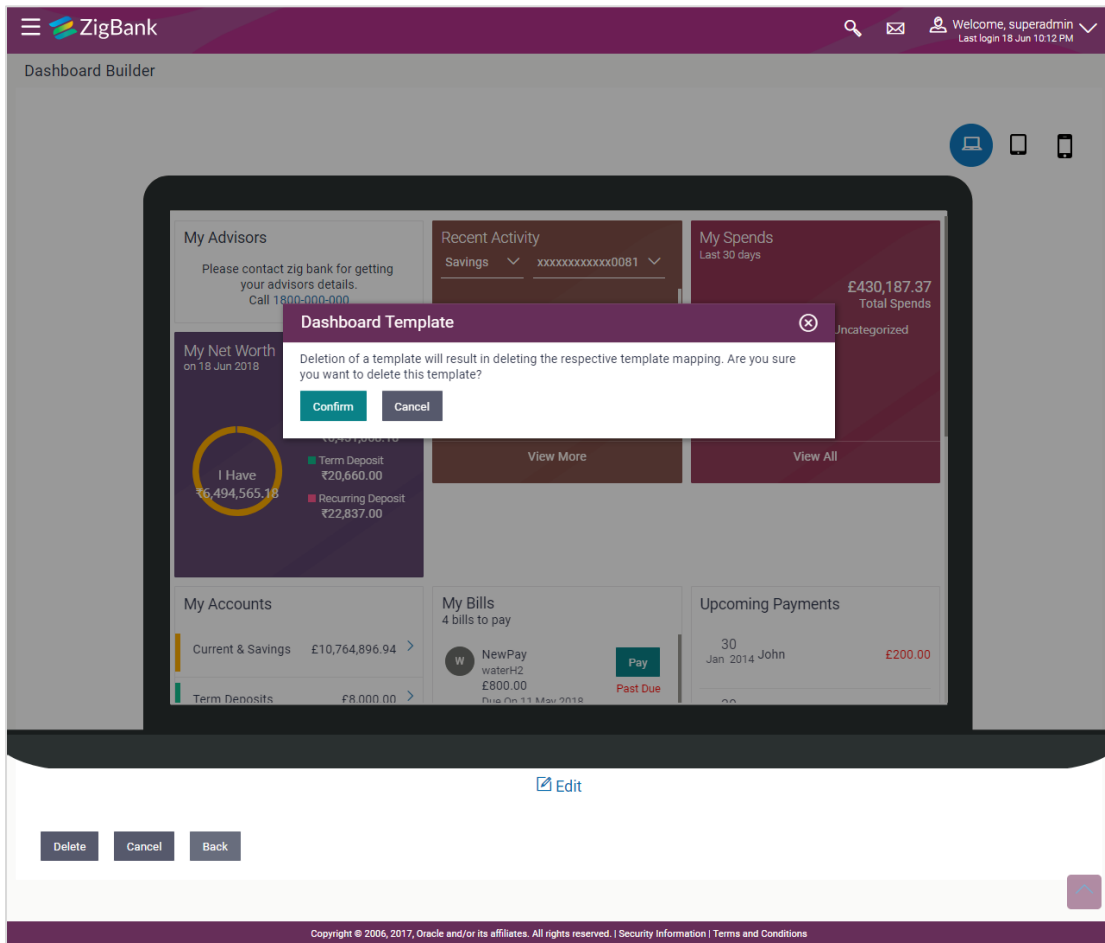 ZigBank
Welcome, superadmin
Last login 18 Jun 10:12 PM
Dashboard Builder
My Advisors
Please contact zig bank for getting
your advisors details.
Call 1800-000-000
Recent Activity
Savings xxxxxxxxxxxx0081
My Spends
Last 30 days
£430,187.37
Total Spends
Uncategorized
Dashboard Template
Deletion of a template will result in deleting the respective template mapping. Are you sure
you want to delete this template?
Confirm Cancel
My Net Worth
on 18 Jun 2018
I Have
₹6,494,565.18
Term Deposit
₹20,660.00
Recurring Deposit
₹22,837.00
View More
View All
My Accounts
Current & Savings £10,764,896.94
Term Deposits £8,000.00
My Bills
4 bills to pay
W
NewPay
waterH2
£800.00
Due On 11 May 2018
Pay
Past Due
Upcoming Payments
30
Jan 2014 John £200.00
Edit
Delete Cancel Back
Copyright © 2006, 2017, Oracle and/or its affiliates. All rights reserved. | Security Information | Terms and Conditions